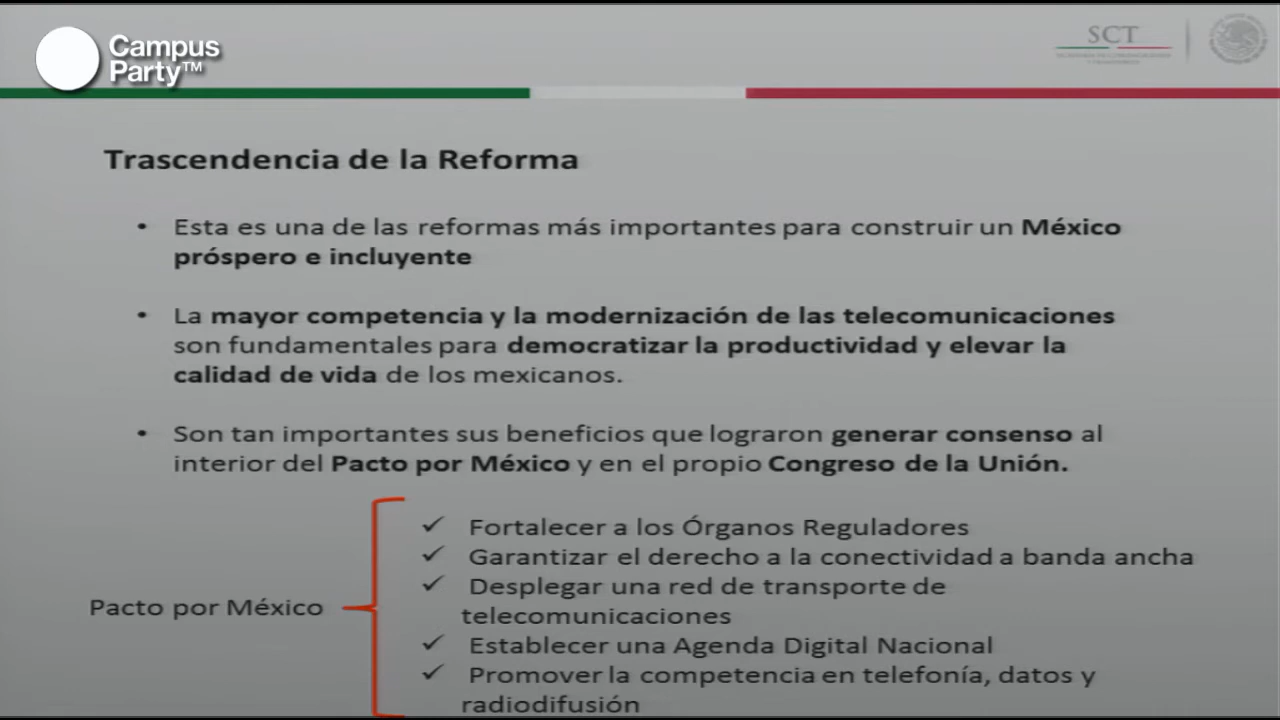 Campus
Party™
SCT
Trascendencia de la Reforma
• Esta es una de las reformas más importantes para construir un México
próspero e incluyente
• La mayor competencia y la modernización de las telecomunicaciones
son fundamentales para democratizar la productividad y elevar la
calidad de vida de los mexicanos.
• Son tan importantes sus beneficios que lograron generar consenso al
interior del Pacto por México y en el propio Congreso de la Unión.
Pacto por México
✓ Fortalecer a los Órganos Reguladores
✓ Garantizar el derecho a la conectividad a banda ancha
✓ Desplegar una red de transporte de
telecomunicaciones
✓ Establecer una Agenda Digital Nacional
✓ Promover la competencia en telefonía, datos y
radiodifusión